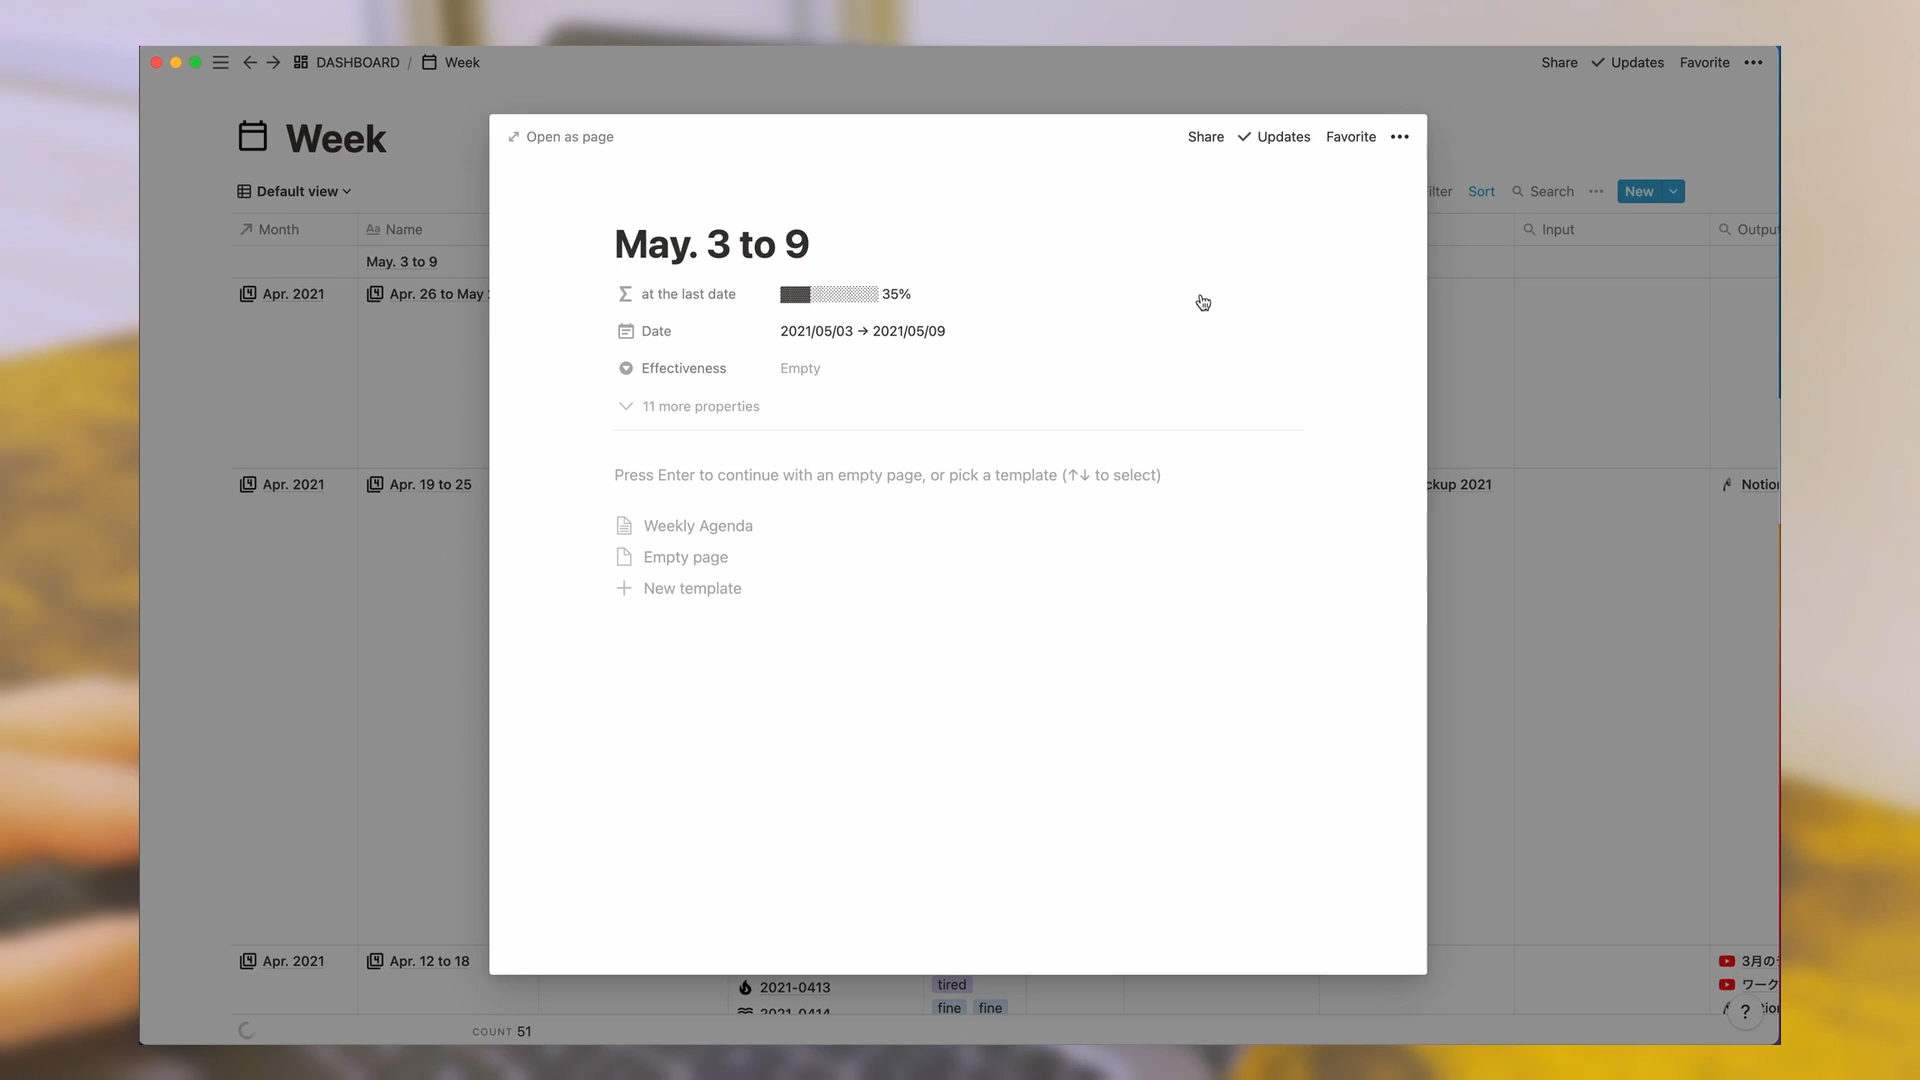 DASHBOARD / Week
Share Updates Favorite
Week
Default view
Sort Search New
Month Name Input
May. 3 to 9
Apr. 2021 Apr. 26 to May
Apr. 2021 Apr. 19 to 25
2021
Apr. 2021 Apr. 12 to 18
2021-0413
tired
2021-0414
fine fine
3月の
ワーク
COUNT 51
?
Open as page
Share Updates Favorite
May. 3 to 9
at the last date 35%
Date 2021/05/03 → 2021/05/09
Effectiveness Empty
11 more properties
Press Enter to continue with an empty page, or pick a template (↑↓ to select)
Weekly Agenda
Empty page
New template